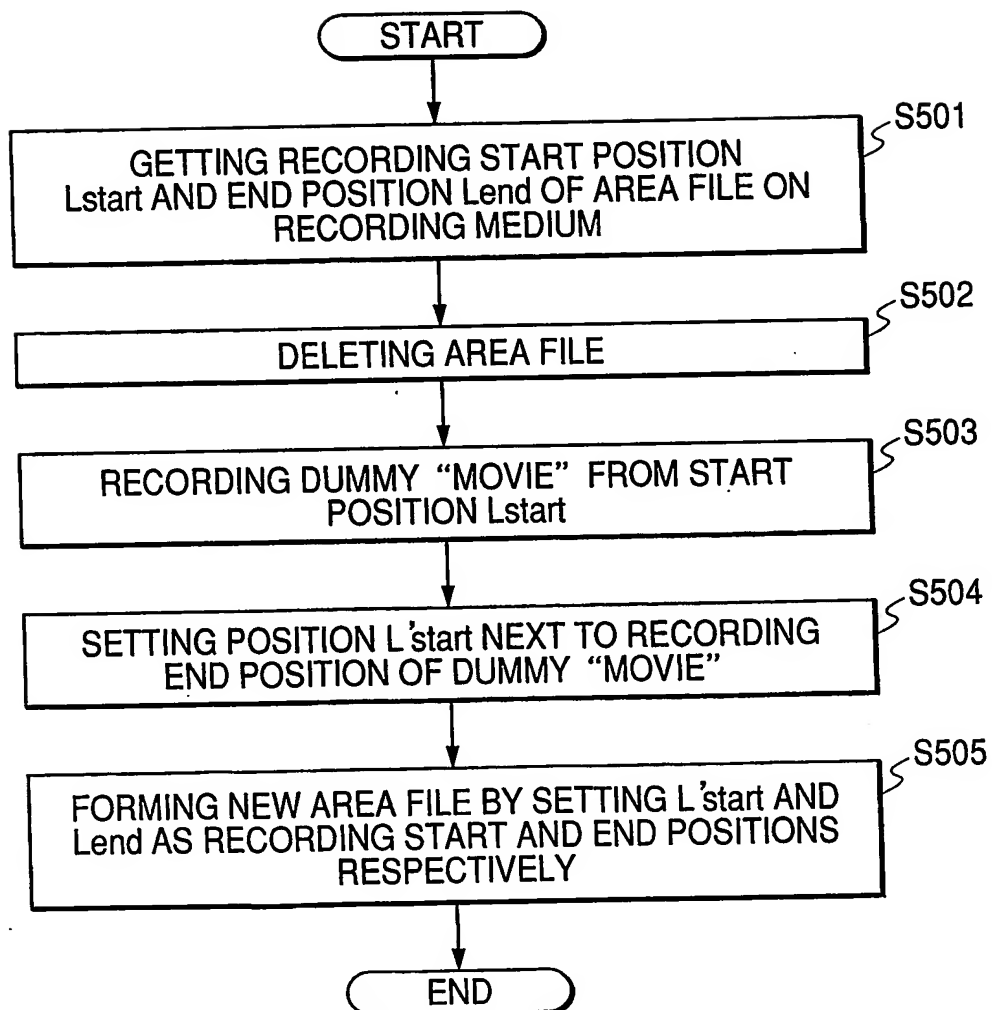 START
S501
GETTING RECORDING START POSITION
Lstart AND END POSITION Lend OF AREA FILE ON
RECORDING MEDIUM
S502
DELETING AREA FILE
S503
RECORDING DUMMY “MOVIE” FROM START
POSITION Lstart
S504
SETTING POSITION L'start NEXT TO RECORDING
END POSITION OF DUMMY “MOVIE”
S505
FORMING NEW AREA FILE BY SETTING L'start AND
Lend AS RECORDING START AND END POSITIONS
RESPECTIVELY
END